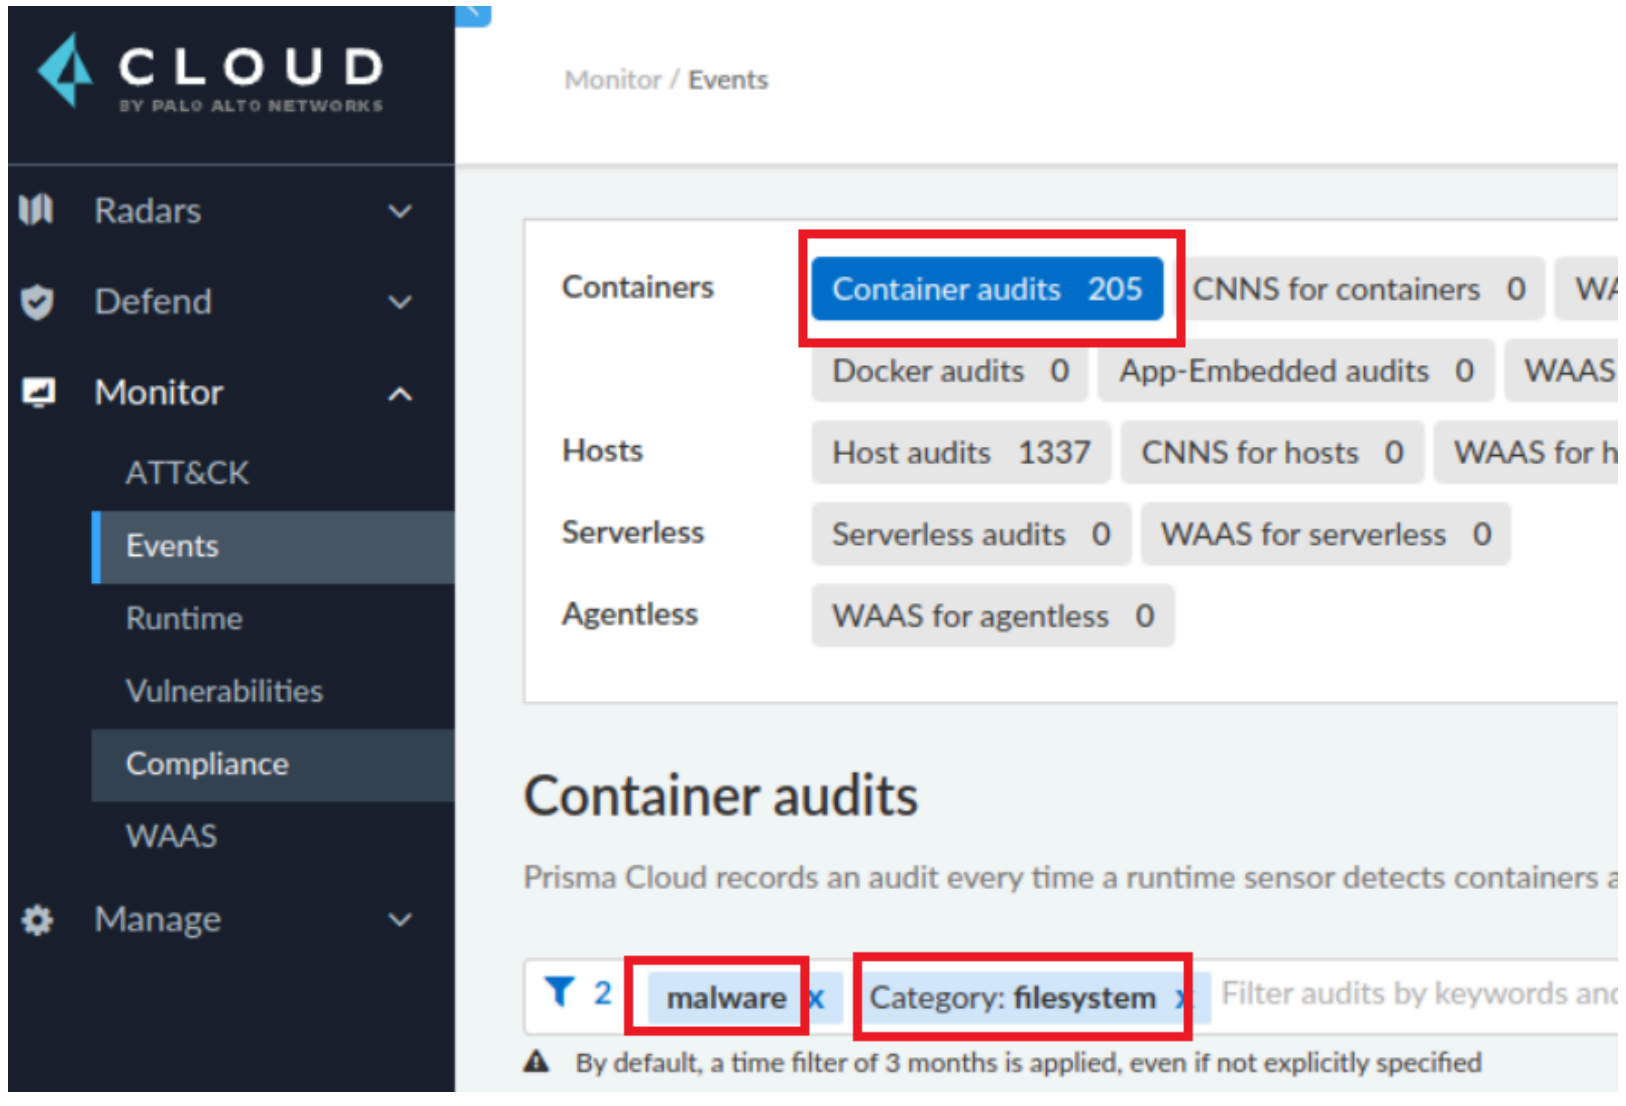 CLOUD
BY PALO ALTO NETWORKS
Radars
Defend
Monitor
ATT&CK
Events
Runtime
Vulnerabilities
Compliance
WAAS
Manage
Monitor / Events
Containers Container audits 205 CNNS for containers 0
Docker audits 0 App-Embedded audits 0 WAAS
Hosts Host audits 1337 CNNS for hosts 0 WAAS for h
Serverless Serverless audits 0 WAAS for serverless 0
Agentless WAAS for agentless 0
Container audits
Prisma Cloud records an audit every time a runtime sensor detects containers a
2 malware x Category: filesystem x Filter audits by keywords and
By default, a time filter of 3 months is applied, even if not explicitly specified